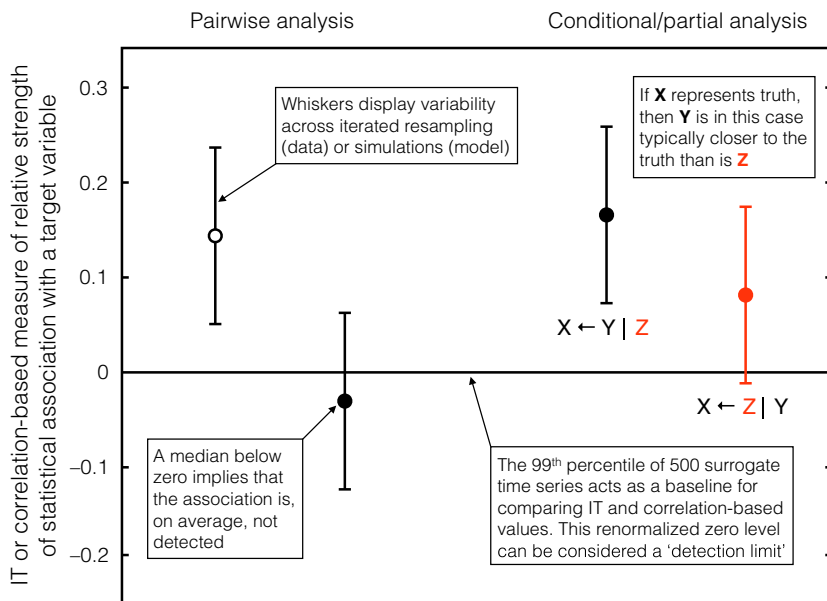 Pairwise analysis
Conditional/partial analysis
IT or correlation-based measure of relative strength
of statistical association with a target variable
0.3
0.2
0.1
0
−0.1
−0.2
Whiskers display variability
across iterated resampling
(data) or simulations (model)
If X represents truth,
then Y is in this case
typically closer to the
truth than is Z
X ← Y | Z
X ← Z | Y
A median below
zero implies that
the association is,
on average, not
detected
The 99th percentile of 500 surrogate
time series acts as a baseline for
comparing IT and correlation-based
values. This renormalized zero level
can be considered a ‘detection limit’